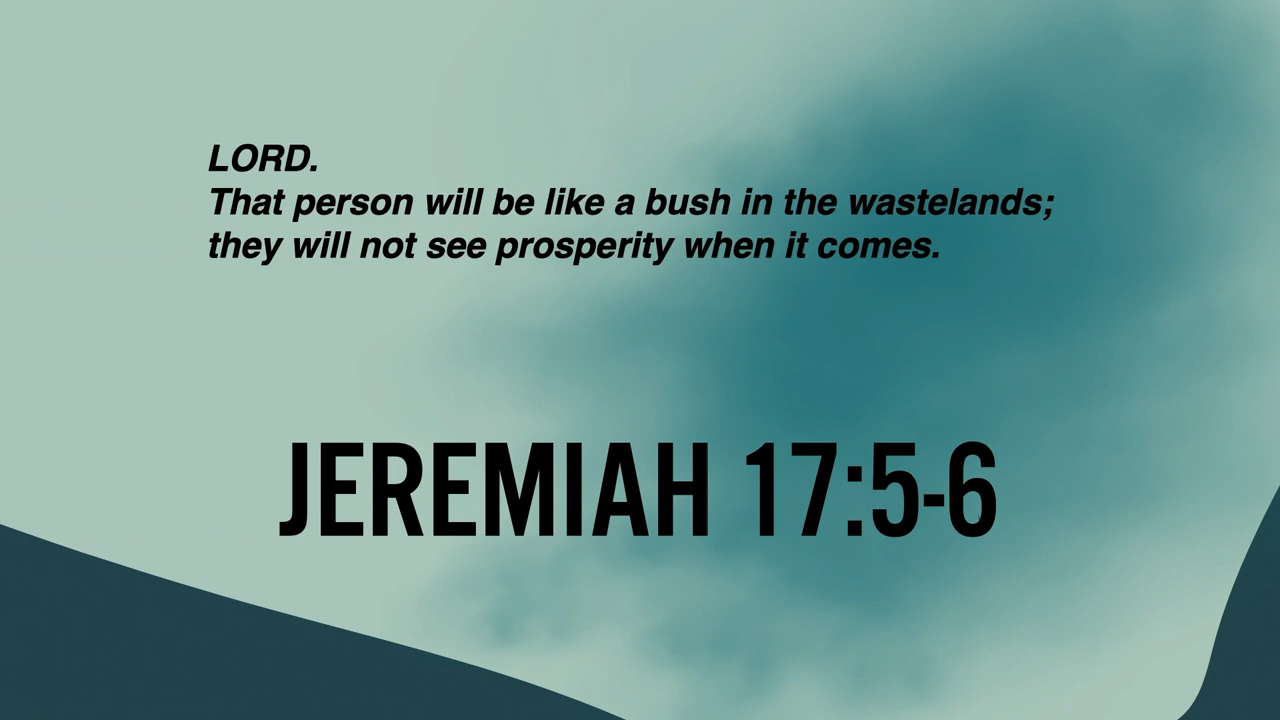 LORD.
That person will be like a bush in the wastelands;
they will not see prosperity when it comes.
JEREMIAH 17:5-6